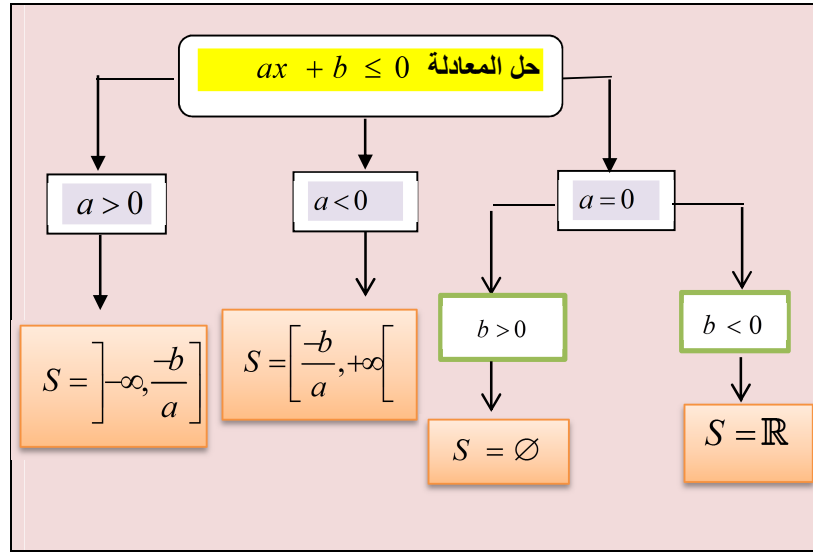 حل المعادلة ax + b ≤ 0
a > 0
a < 0
a = 0
b > 0
b < 0
S = ]−∞, −b/a]
S = [−b/a, +∞[
S = ∅
S = ℝ